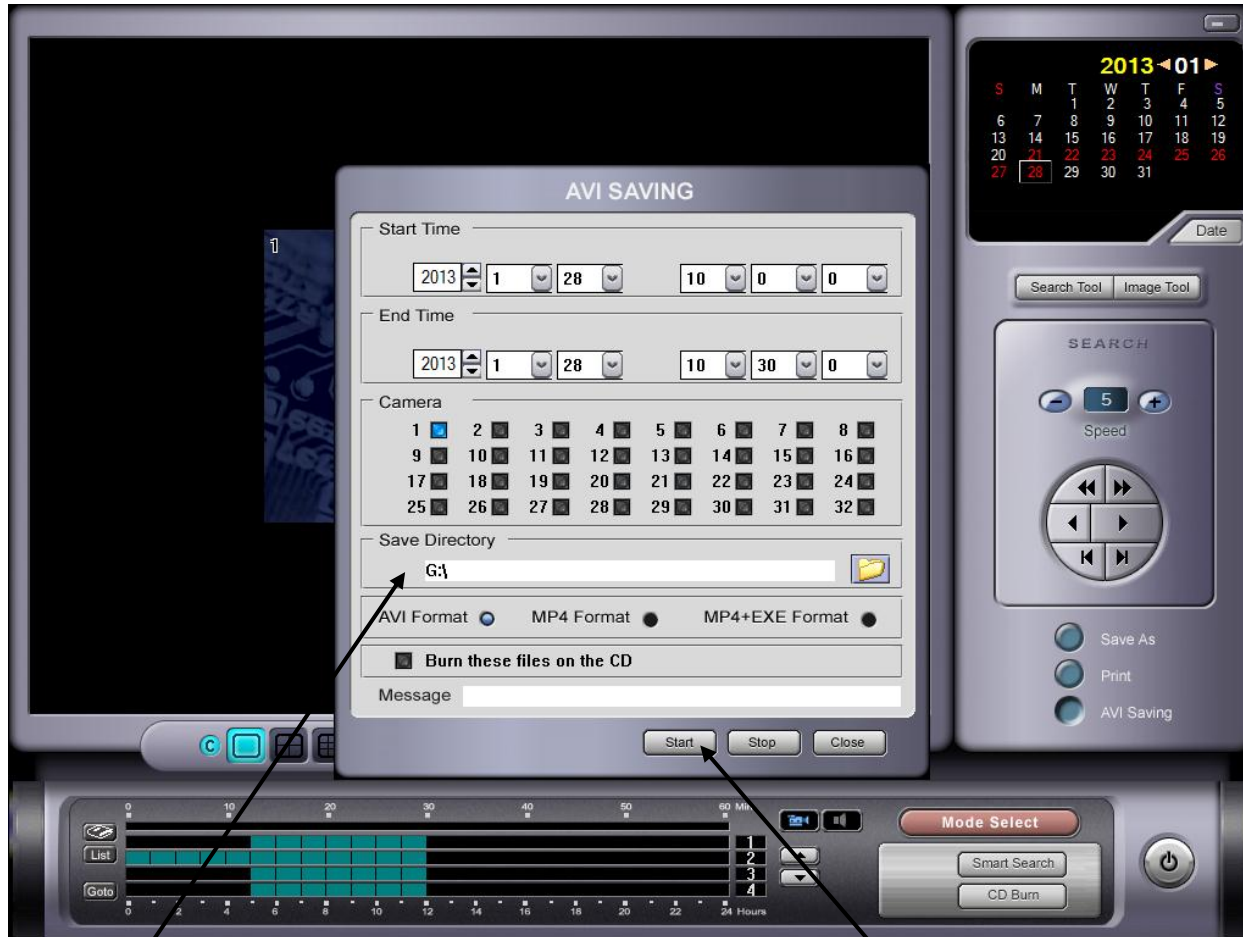 AVI SAVING
Start Time
2013 1 28 10 0 0
End Time
2013 1 28 10 30 0
Camera
1 2 3 4 5 6 7 8
9 10 11 12 13 14 15 16
17 18 19 20 21 22 23 24
25 26 27 28 29 30 31 32
Save Directory
G:\
AVI Format MP4 Format MP4+EXE Format
Burn these files on the CD
Message
Start Stop Close
1
C
2013 01
S M T W T F S
1 2 3 4 5
6 7 8 9 10 11 12
13 14 15 16 17 18 19
20 21 22 23 24 25 26
27 28 29 30 31
Date
Search Tool Image Tool
SEARCH
5
Speed
Save As
Print
AVI Saving
0 10 20 30 40 50 60 Min.
1
List 2
3
Goto 4
0 2 4 6 8 10 12 14 16 18 20 22 24 Hours
Mode Select
Smart Search
CD Burn